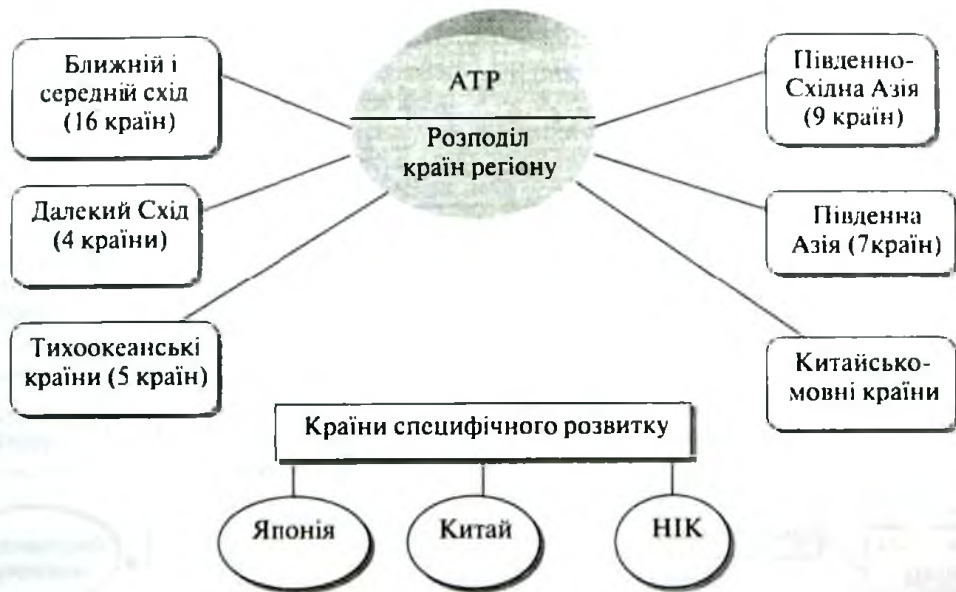 Ближній і
середній схід
(16 країн)
АТР
Розподіл
країн регіону
Південно-
Східна Азія
(9 країн)
Далекий Схід
(4 країни)
Південна
Азія (7країн)
Тихоокеанські
країни (5 країн)
Китайсько-
мовні країни
Країни специфічного розвитку
Японія
Китай
НІК